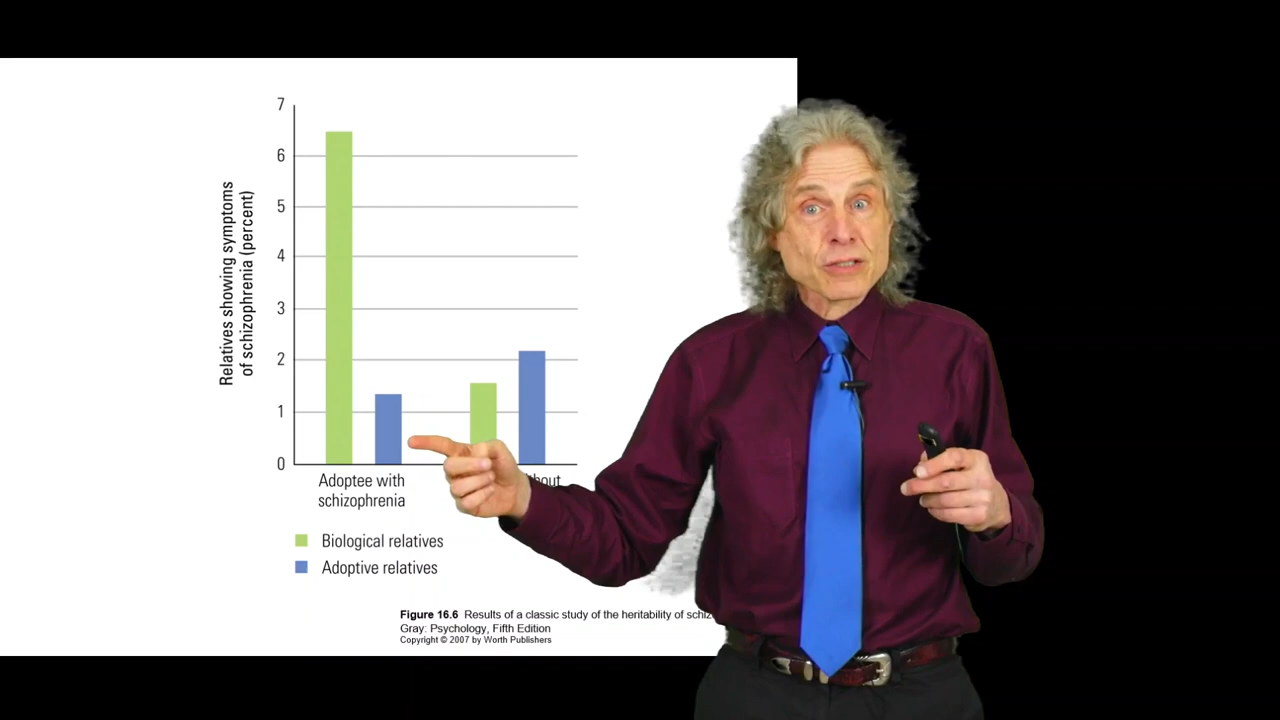 7
6
5
4
3
2
1
0
Relatives showing symptoms
of schizophrenia (percent)
Adoptee with
schizophrenia
Biological relatives
Adoptive relatives
Figure 16.6 Results of a classic study of the heritability of
Gray: Psychology, Fifth Edition
Copyright © 2007 by Worth Publishers